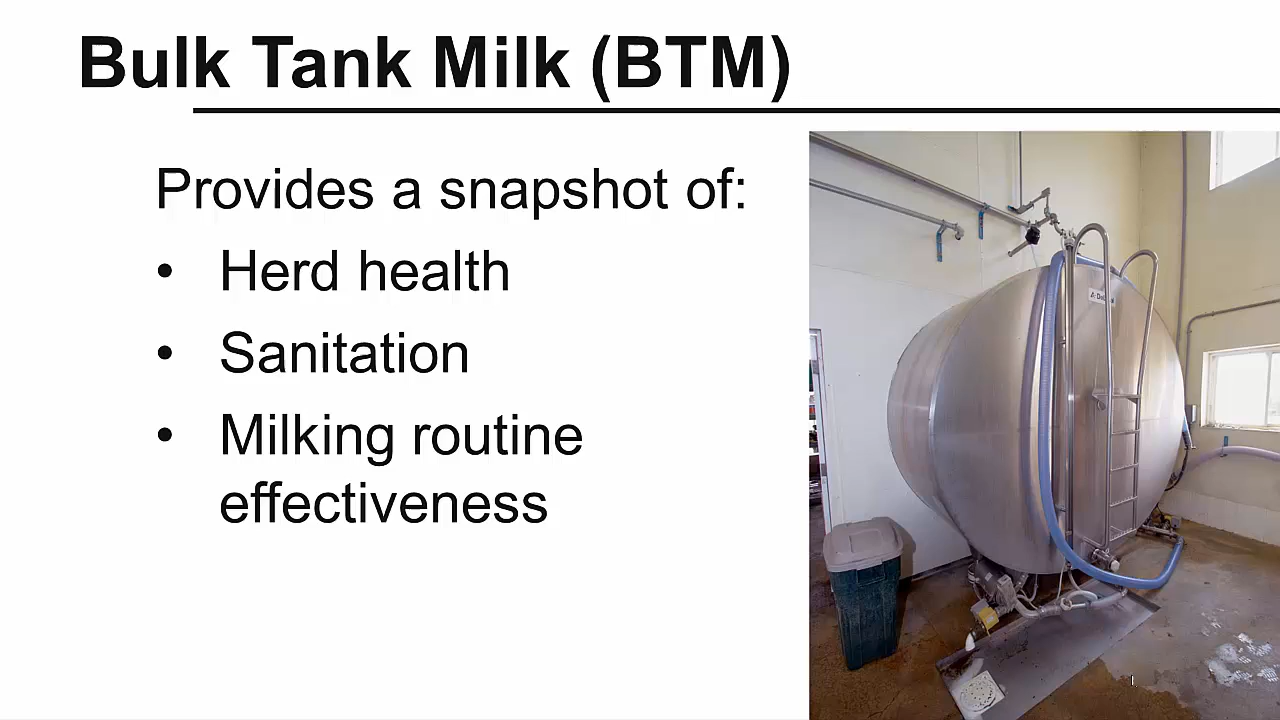 Bulk Tank Milk (BTM)
Provides a snapshot of:
• Herd health
• Sanitation
• Milking routine
effectiveness